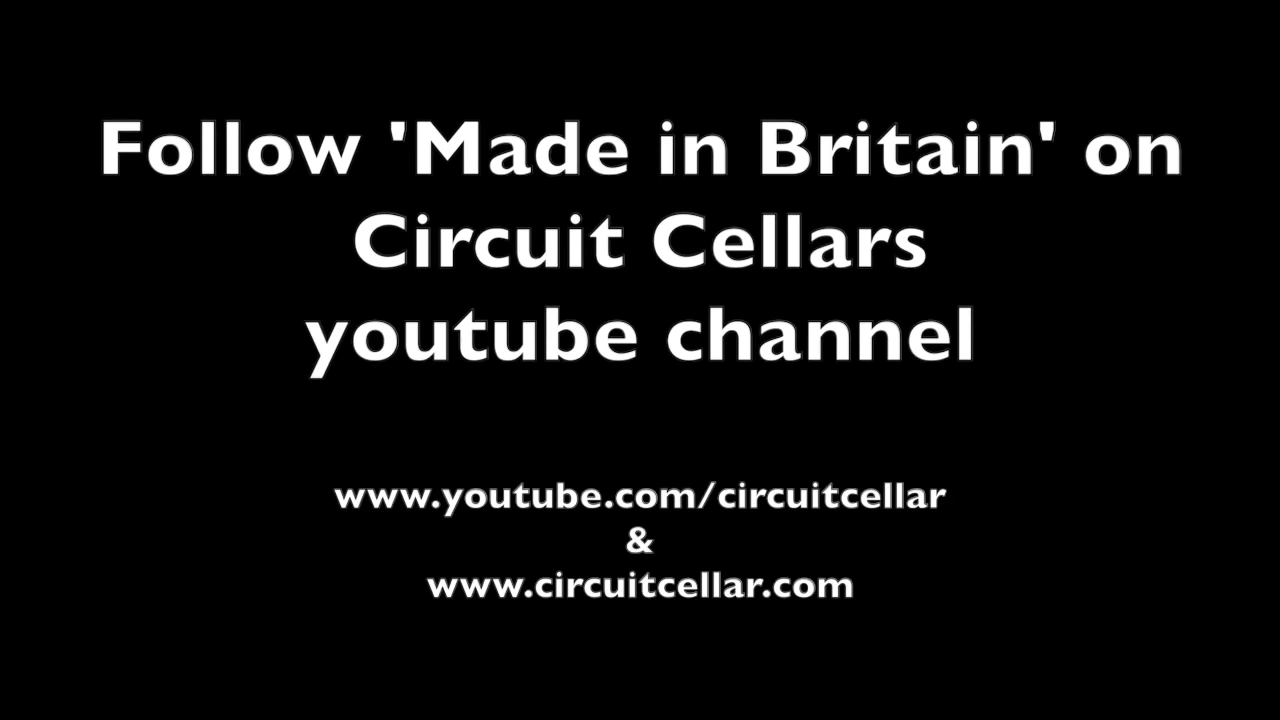 Follow 'Made in Britain' on
Circuit Cellars
youtube channel
www.youtube.com/circuitcellar
&
www.circuitcellar.com